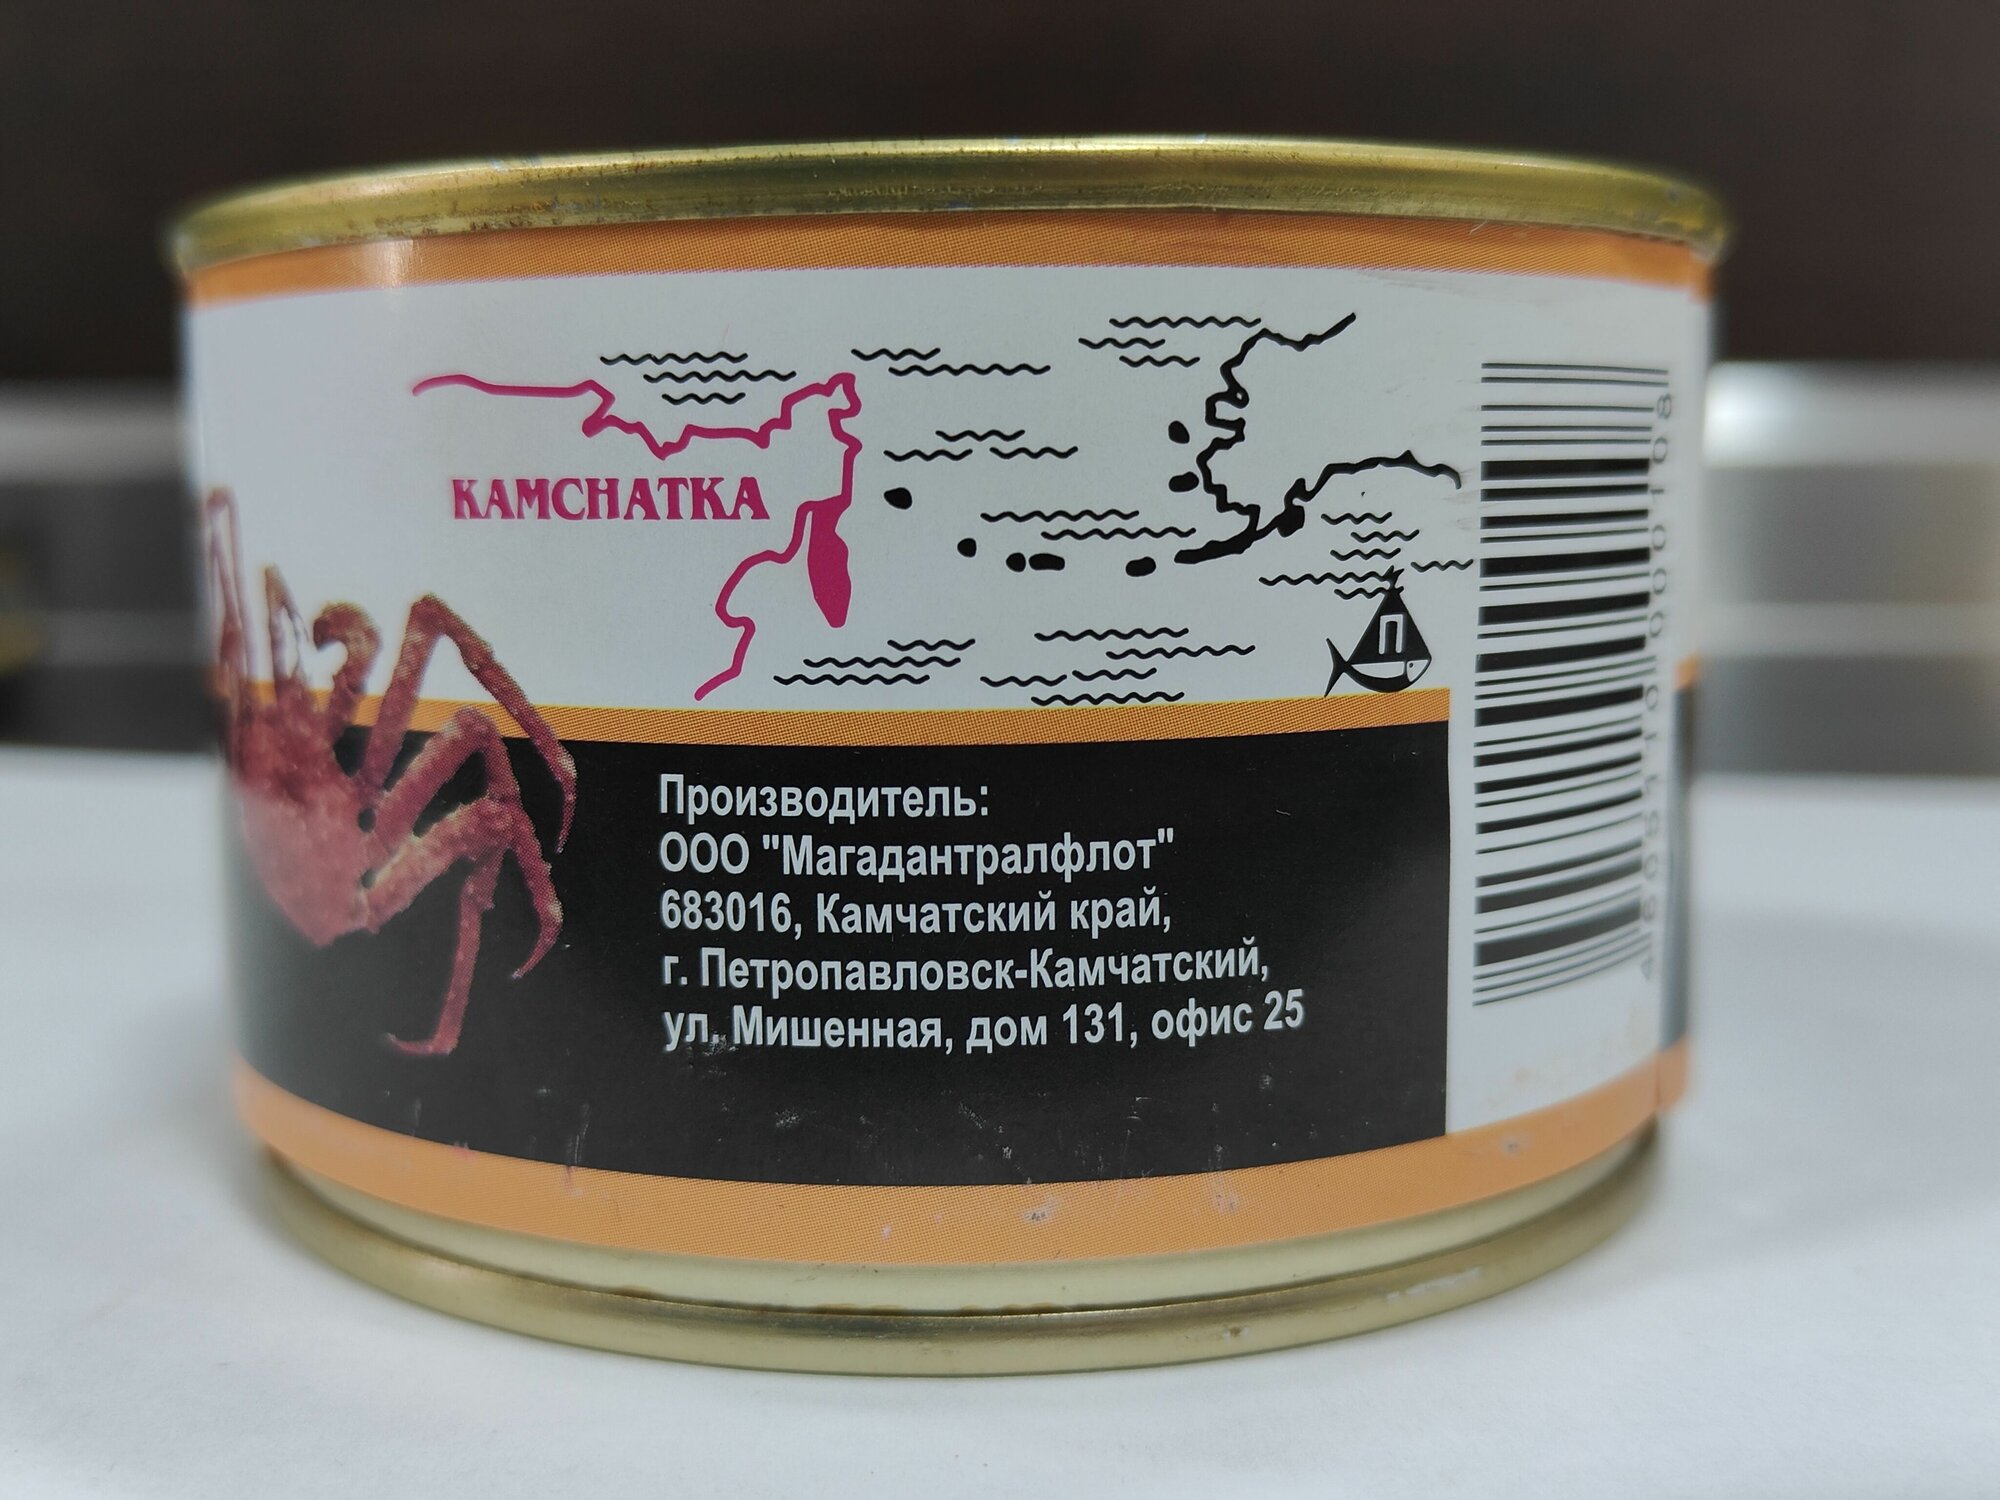 KAMCHATKA
П
Производитель:
ООО "Магадантралфлот"
683016, Камчатский край,
г. Петропавловск-Камчатский,
ул. Мишенная, дом 131, офис 25